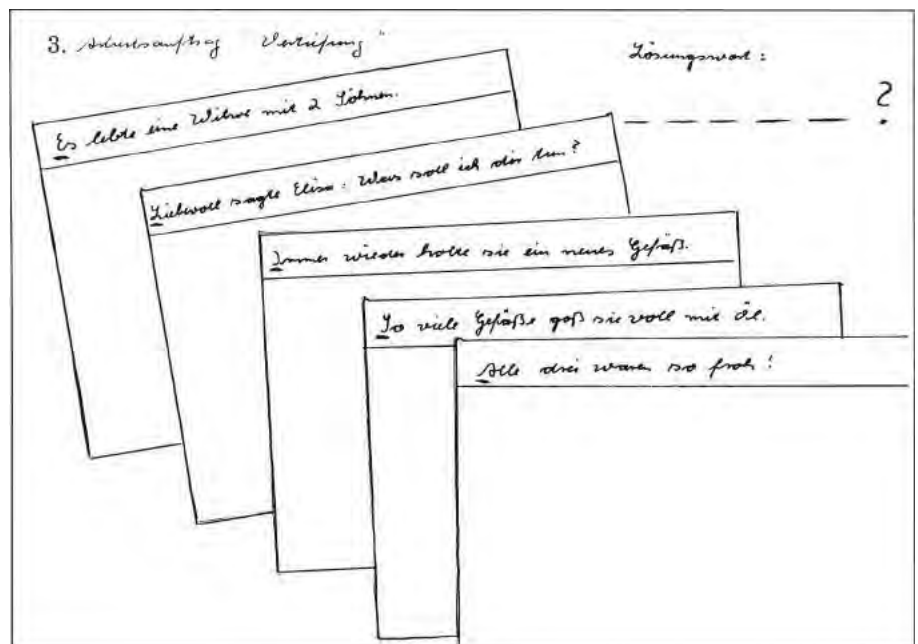 3. Arbeitsauftrag "Vertiefung"
Lösungswort:
_ _ _ _ _ ?
Es lebte eine Witwe mit 2 Söhnen.
Liebevoll sagte Elisa: Was soll ich dir tun?
Immer wieder holte sie ein neues Gefäß.
So viele Gefäße goß sie voll mit Öl.
Alle drei waren so froh!